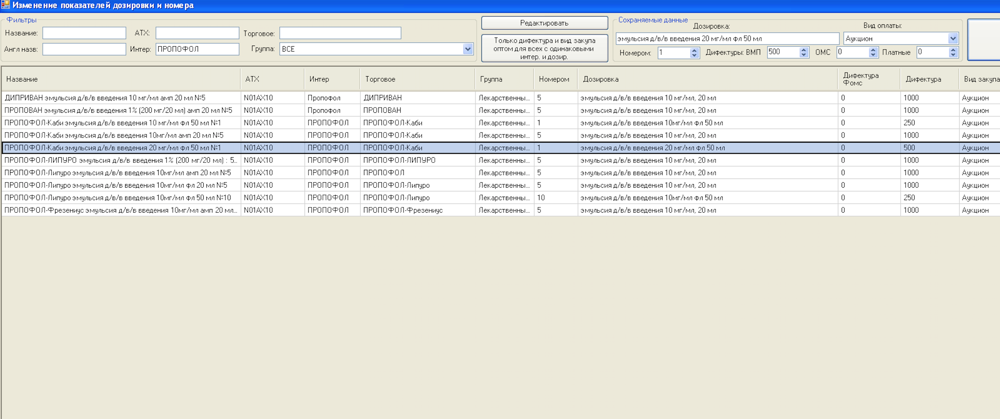 Изменение показателей дозировки и номера
Фильтры
Название: АТХ: Торговое:
Англ назв: Интер: ПРОПОФОЛ Группа: ВСЕ
Редактировать
Только дифектура и вид закупа
оптом для всех с одинаковыми
интер. и дозир.
Сохраняемые данные
Дозировка: Вид оплаты:
эмульсия д/в/в введения 20 мг/мл фл 50 мл Аукцион
Номером: 1 Дифектуры: ВМП 500 ОМС 0 Платные 0
Название АТХ Интер Торговое Группа Номером Дозировка Дифектура Фомс Дифектура Вид закупа
ДИПРИВАН эмульсия д/в/в введения 10 мг/мл амп 20 мл №5 N01AX10 Пропофол ДИПРИВАН Лекарственны... 5 эмульсия д/в/в введения 10 мг/мл, 20 мл 0 1000 Аукцион
ПРОПОВАН эмульсия д/в/в введения 1% (200 мг/20 мл) амп 20 мл №5 N01AX10 Пропофол ПРОПОВАН Лекарственны... 5 эмульсия д/в/в введения 10 мг/мл, 20 мл 0 1000 Аукцион
ПРОПОФОЛ-Каби эмульсия д/в/в введения 10 мг/мл фл 50 мл №1 N01AX10 ПРОПОФОЛ ПРОПОФОЛ-Каби Лекарственны... 1 эмульсия д/в/в введения 10мг/мл фл 50 мл 0 250 Аукцион
ПРОПОФОЛ-Каби эмульсия д/в/в введения 10мг/мл амп 20 мл №5 N01AX10 ПРОПОФОЛ ПРОПОФОЛ-Каби Лекарственны... 5 эмульсия д/в/в введения 10 мг/мл, 20 мл 0 1000 Аукцион
ПРОПОФОЛ-Каби эмульсия д/в/в введения 20 мг/мл фл 50 мл №1 N01AX10 ПРОПОФОЛ ПРОПОФОЛ-Каби Лекарственны... 1 эмульсия д/в/в введения 20 мг/мл фл 50 мл 0 500 Аукцион
ПРОПОФОЛ-ЛИПУРО эмульсия д/в/в введения 1% (200 мг/20 мл) : 5... N01AX10 ПРОПОФОЛ ПРОПОФОЛ-ЛИПУРО Лекарственны... 5 эмульсия д/в/в введения 10 мг/мл, 20 мл 0 1000 Аукцион
ПРОПОФОЛ-Липуро эмульсия д/в/в введения 10мг/мл амп 20 мл №5 N01AX10 ПРОПОФОЛ ПРОПОФОЛ Лекарственны... 5 эмульсия д/в/в введения 10 мг/мл, 20 мл 0 1000 Аукцион
ПРОПОФОЛ-Липуро эмульсия д/в/в введения 10мг/мл фл 20 мл №5 N01AX10 ПРОПОФОЛ ПРОПОФОЛ-Липуро Лекарственны... 5 эмульсия д/в/в введения 10 мг/мл, 20 мл 0 1000 Аукцион
ПРОПОФОЛ-Липуро эмульсия д/в/в введения 10мг/мл фл 50 мл №10 N01AX10 ПРОПОФОЛ ПРОПОФОЛ-Липуро Лекарственны... 10 эмульсия д/в/в введения 10мг/мл фл 50 мл 0 250 Аукцион
ПРОПОФОЛ-Фрезениус эмульсия д/в/в введения 10мг/мл амп 20 мл... N01AX10 ПРОПОФОЛ ПРОПОФОЛ-Фрезениус Лекарственны... 5 эмульсия д/в/в введения 10 мг/мл, 20 мл 0 1000 Аукцион